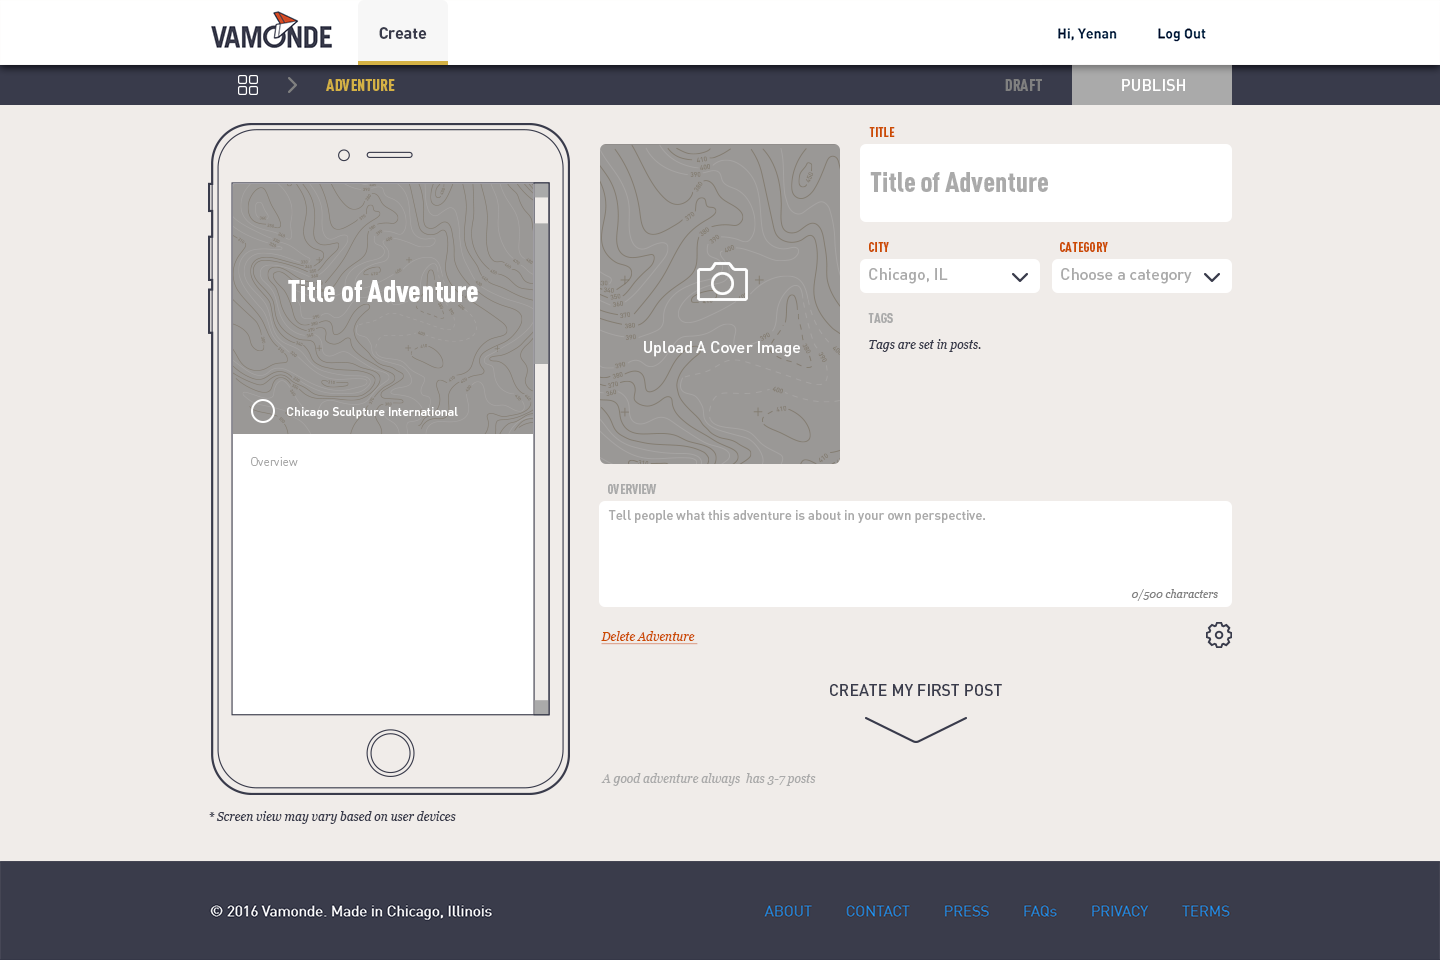 VAMONDE
Create
Hi, Yenan
Log Out
ADVENTURE
DRAFT
PUBLISH
Title of Adventure
Chicago Sculpture International
Overview
* Screen view may vary based on user devices
Upload A Cover Image
TITLE
Title of Adventure
CITY
CATEGORY
Chicago, IL
Choose a category
TAGS
Tags are set in posts.
OVERVIEW
Tell people what this adventure is about in your own perspective.
0/500 characters
Delete Adventure
CREATE MY FIRST POST
A good adventure always has 3-7 posts
© 2016 Vamonde. Made in Chicago, Illinois
ABOUT
CONTACT
PRESS
FAQs
PRIVACY
TERMS